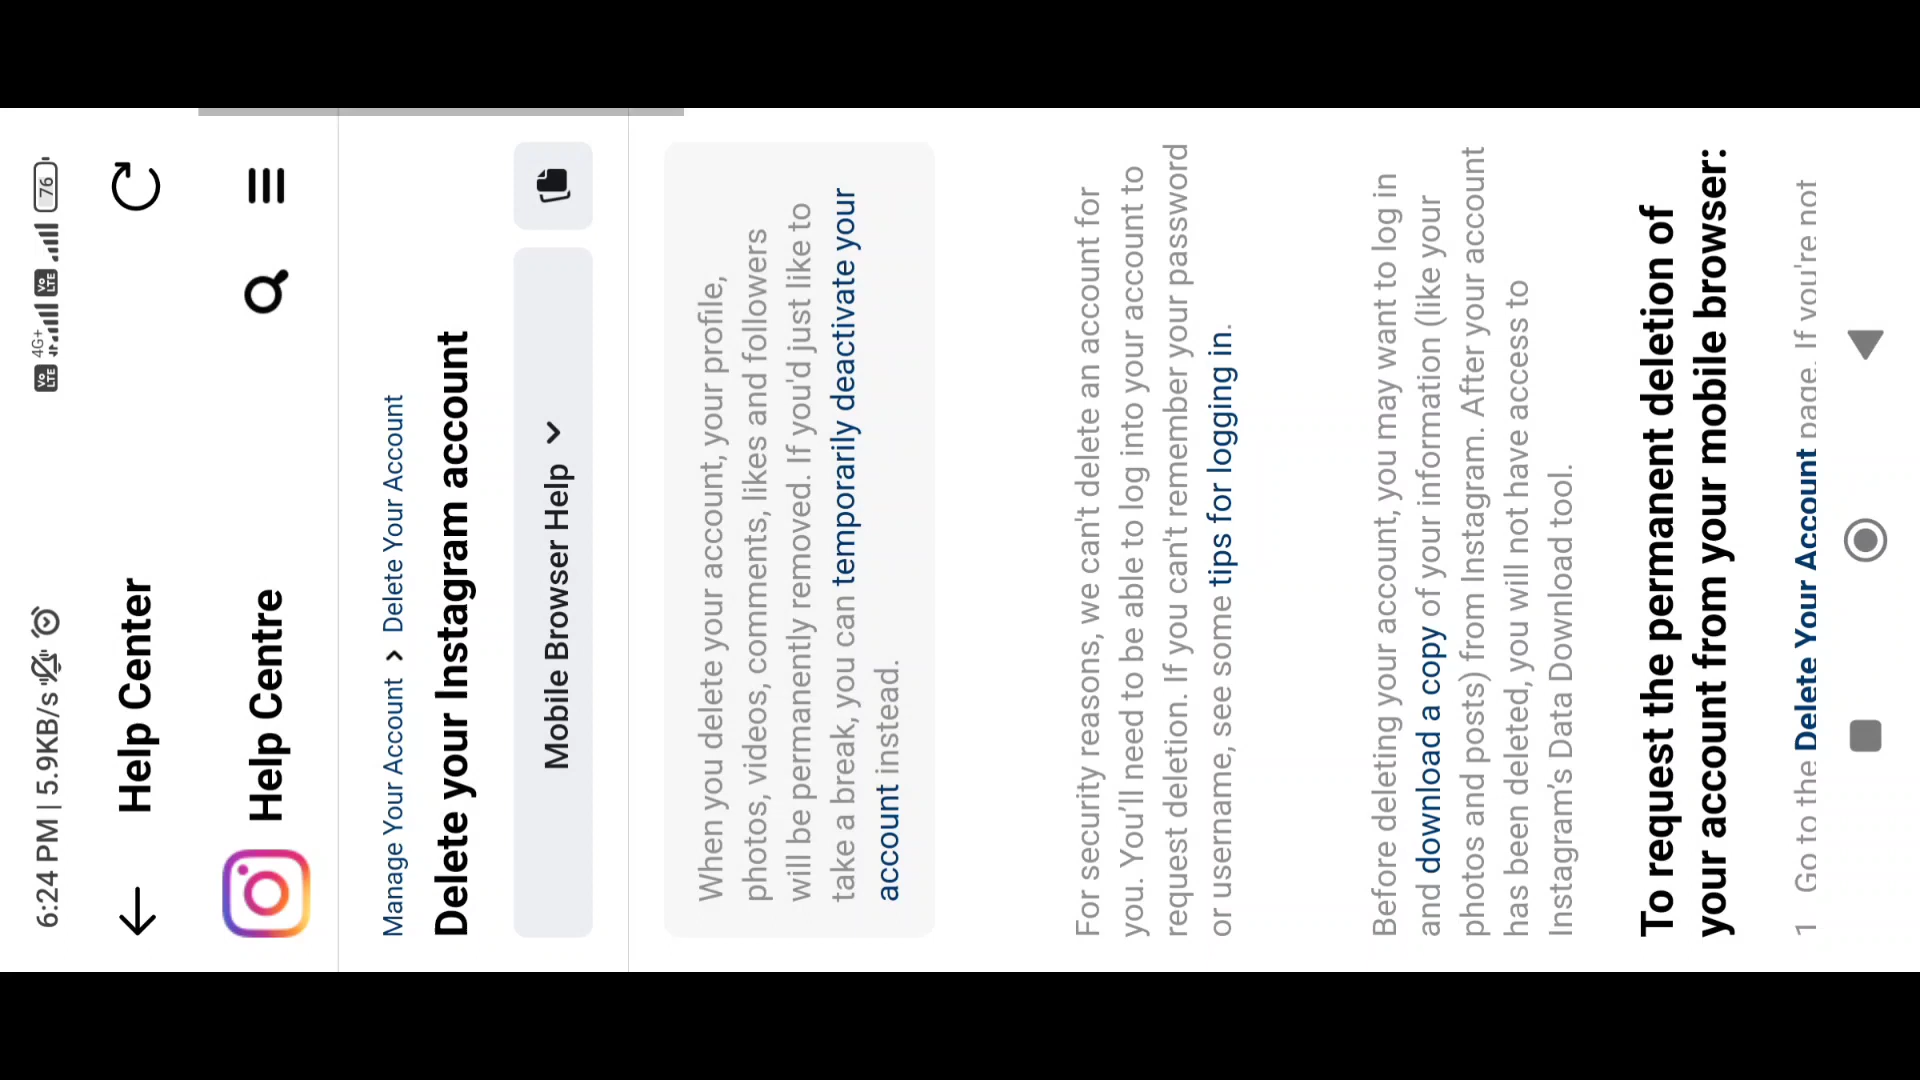 6:24 PM | 5.9KB/s
Vo LTE 4G+ Vo LTE 76
Help Center
Help Centre
Manage Your Account > Delete Your Account
Delete your Instagram account
Mobile Browser Help
When you delete your account, your profile,
photos, videos, comments, likes and followers
will be permanently removed. If you'd just like to
take a break, you can temporarily deactivate your
account instead.
For security reasons, we can't delete an account for
you. You'll need to be able to log into your account to
request deletion. If you can't remember your password
or username, see some tips for logging in.
Before deleting your account, you may want to log in
and download a copy of your information (like your
photos and posts) from Instagram. After your account
has been deleted, you will not have access to
Instagram's Data Download tool.
To request the permanent deletion of
your account from your mobile browser:
1 Go to the Delete Your Account page. If you're not